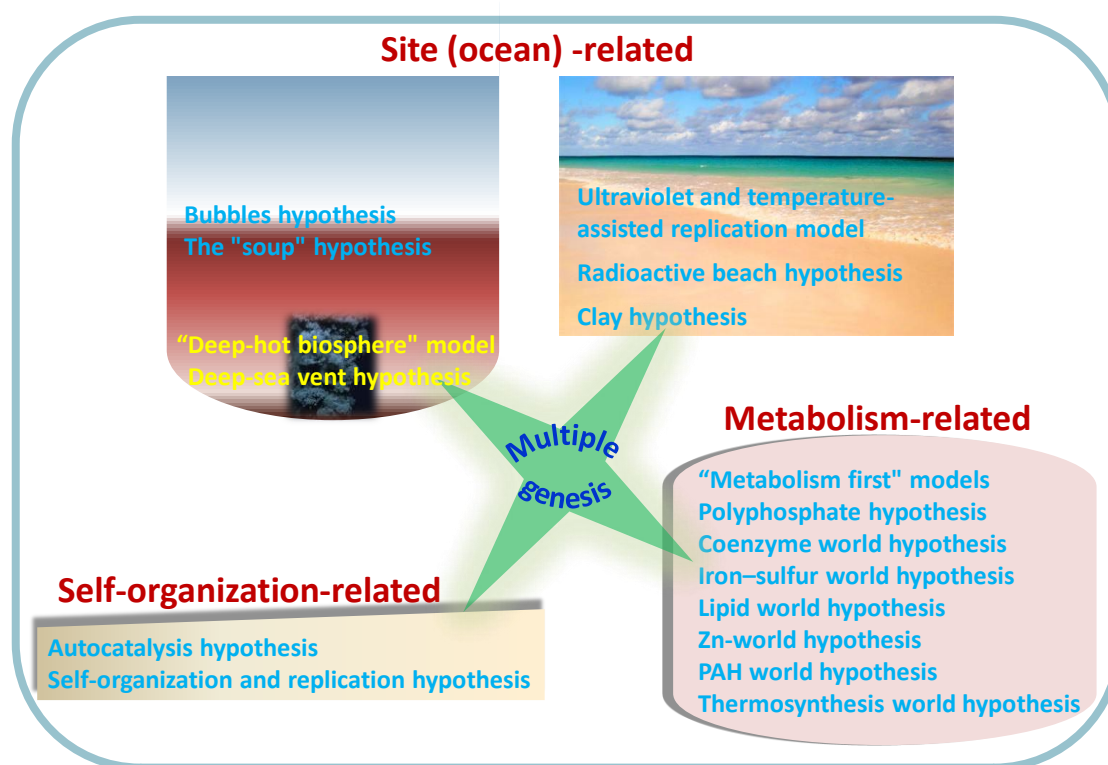 Site (ocean) -related
Bubbles hypothesis
The "soup" hypothesis
“Deep-hot biosphere" model
Deep-sea vent hypothesis
Ultraviolet and temperature-
assisted replication model
Radioactive beach hypothesis
Clay hypothesis
Multiple
genesis
Metabolism-related
“Metabolism first" models
Polyphosphate hypothesis
Coenzyme world hypothesis
Iron–sulfur world hypothesis
Lipid world hypothesis
Zn-world hypothesis
PAH world hypothesis
Thermosynthesis world hypothesis
Self-organization-related
Autocatalysis hypothesis
Self-organization and replication hypothesis